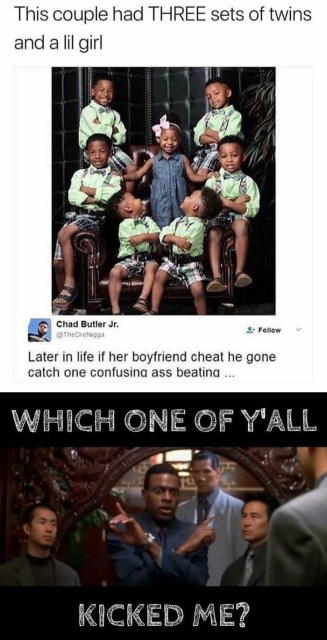 This couple had THREE sets of twins
and a lil girl
Chad Butler Jr.
@TheDreNigga
Follow
Later in life if her boyfriend cheat he gone
catch one confusing ass beating ...
WHICH ONE OF Y'ALL
KICKED ME?